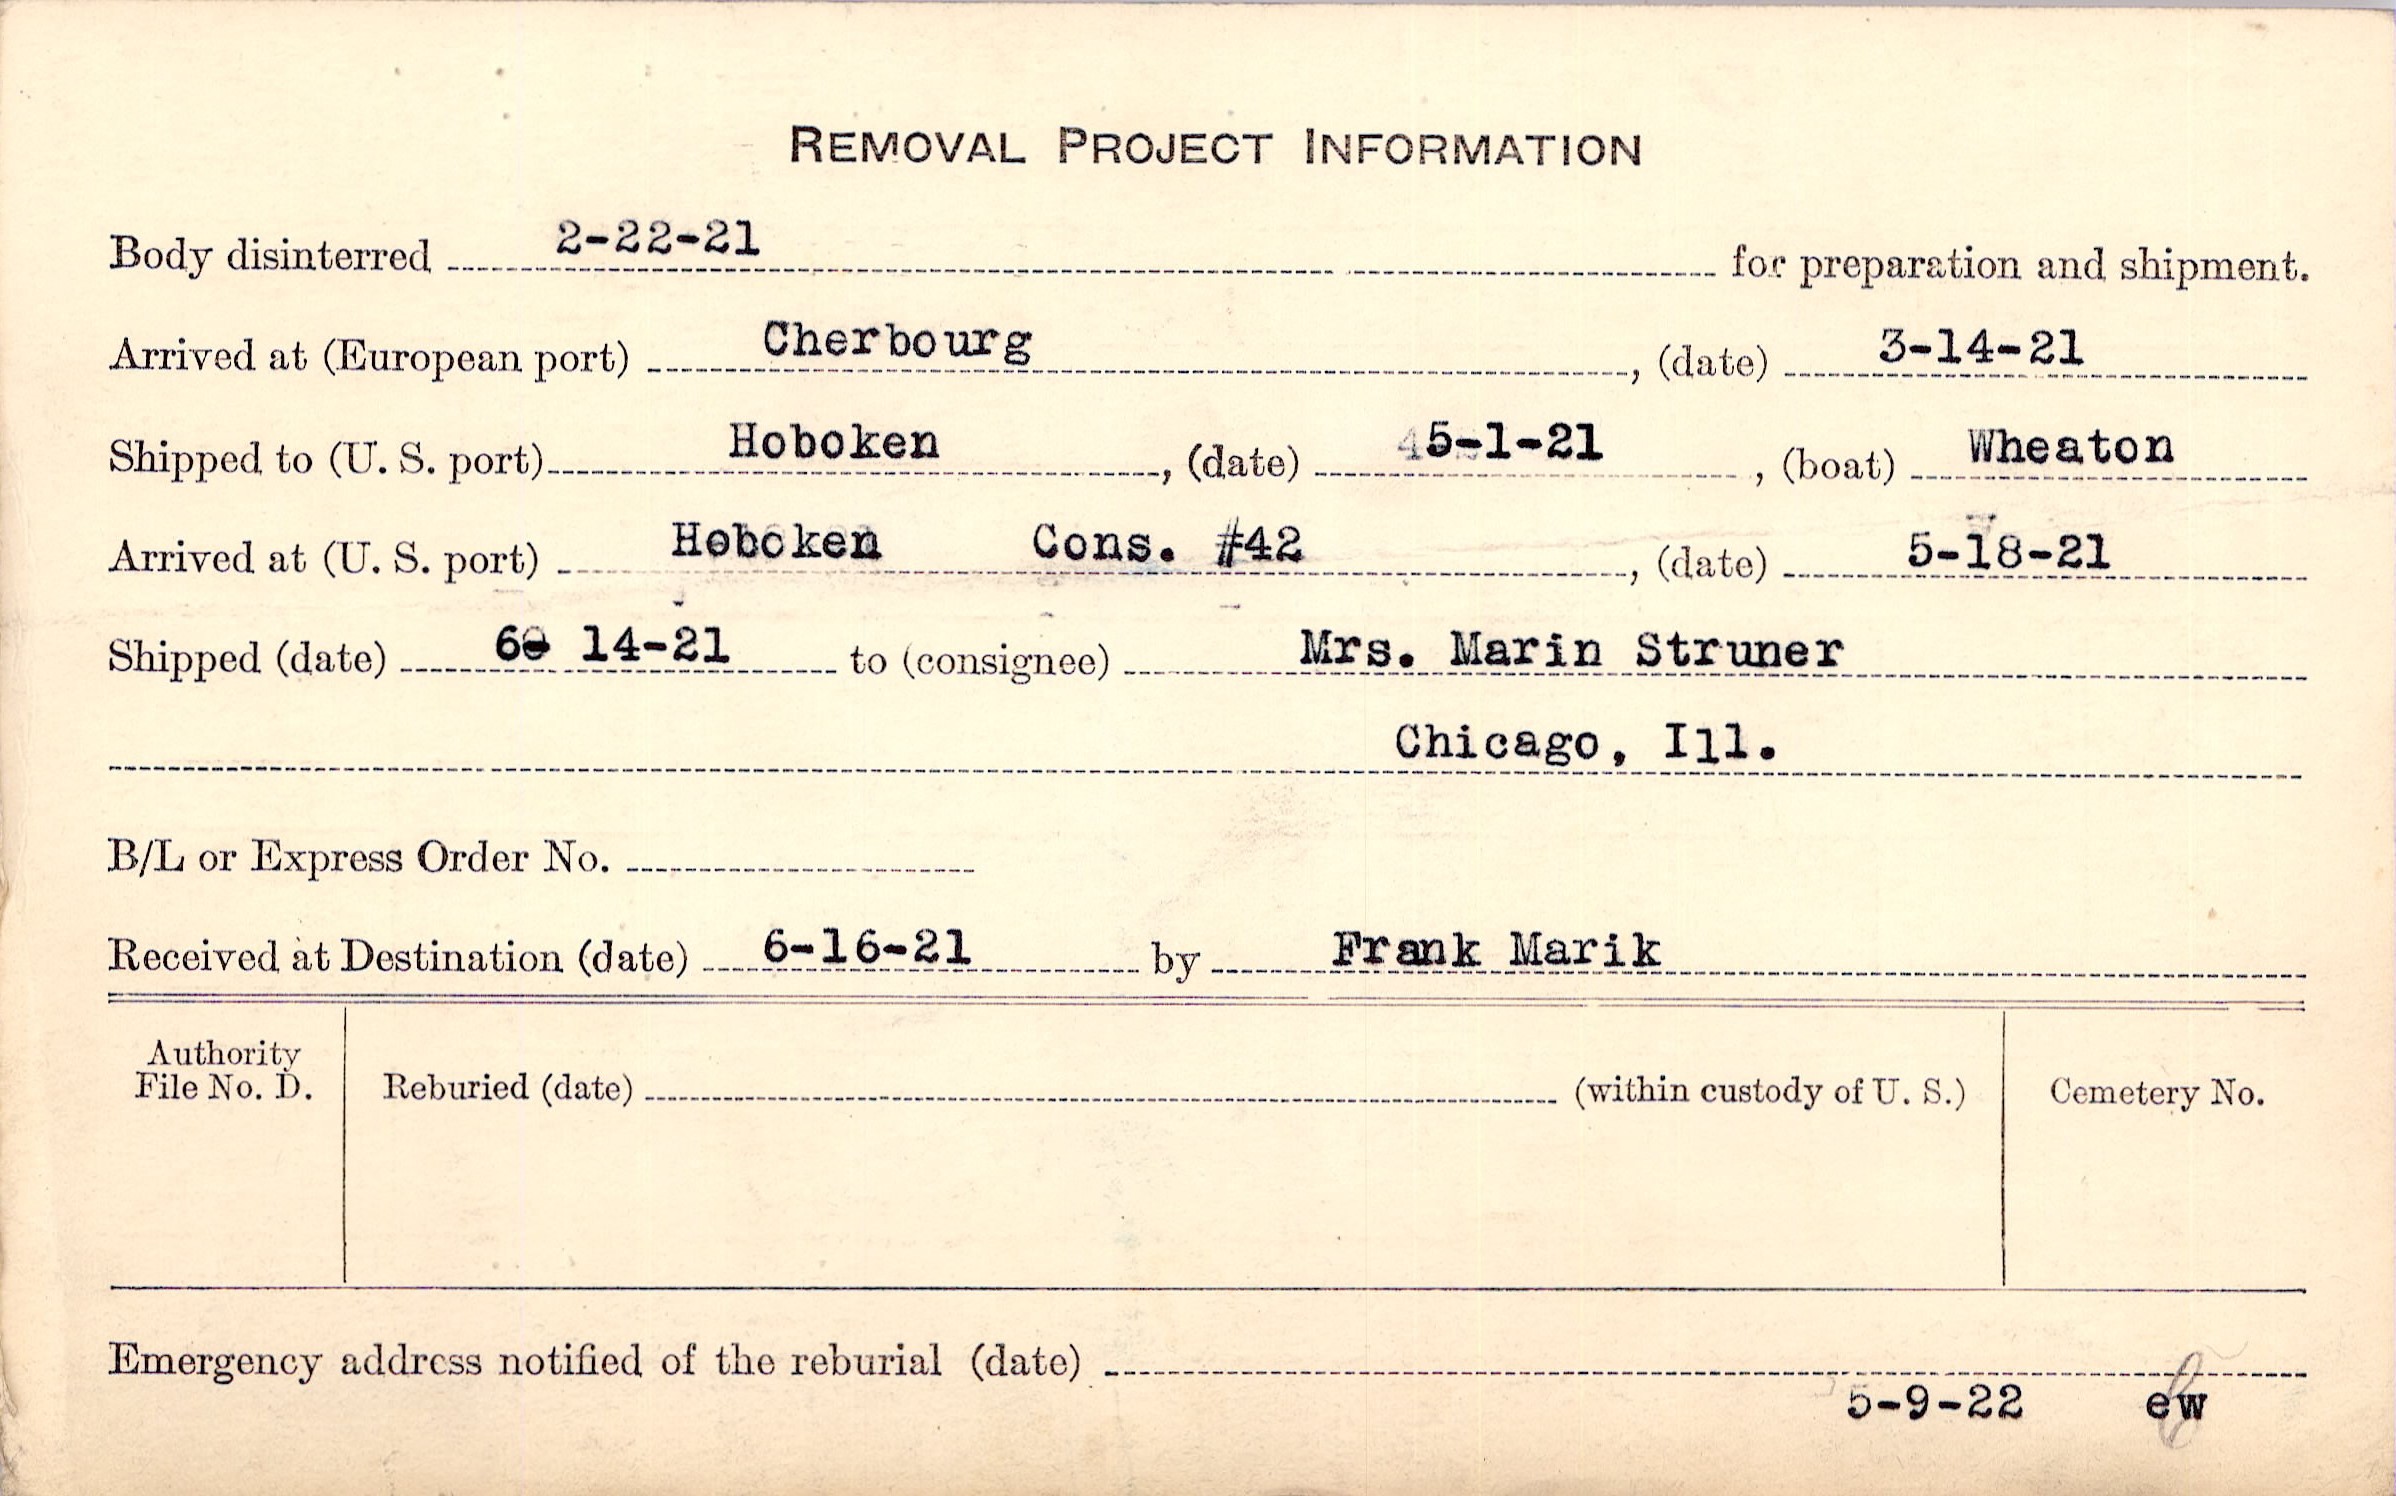 REMOVAL PROJECT INFORMATION
Body disinterred 2-22-21 for preparation and shipment.
Arrived at (European port) Cherbourg, (date) 3-14-21
Shipped to (U. S. port) Hoboken, (date) 5-1-21, (boat) Wheaton
Arrived at (U. S. port) Hoboken Cons. #42, (date) 5-18-21
Shipped (date) 6- 14-21 to (consignee) Mrs. Marin Struner
Chicago, Ill.
B/L or Express Order No.
Received at Destination (date) 6-16-21 by Frank Marik
Authority
File No. D.
Reburied (date) (within custody of U. S.)
Cemetery No.
Emergency address notified of the reburial (date)
5-9-22 ew